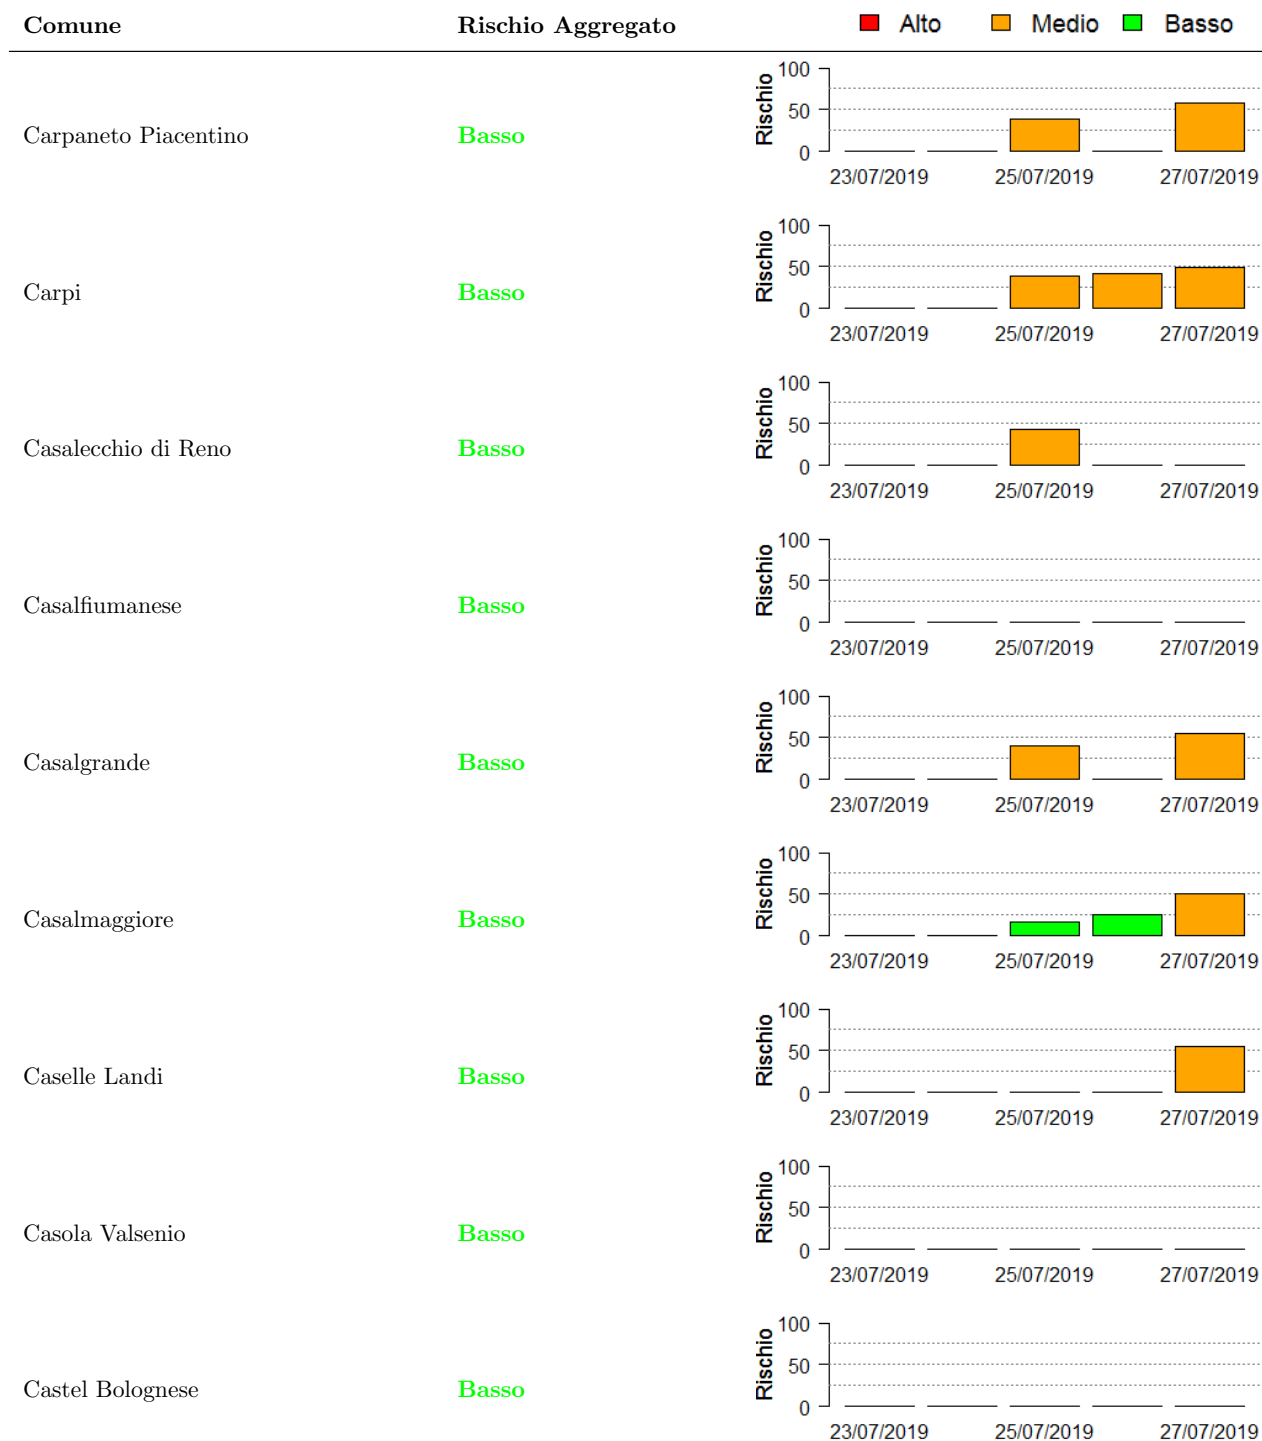 Comune Rischio Aggregato Alto Medio Basso
100
50
0
Rischio
Carpaneto Piacentino Basso
23/07/2019 25/07/2019 27/07/2019
100
50
0
Rischio
Carpi Basso
23/07/2019 25/07/2019 27/07/2019
100
50
0
Rischio
Casalecchio di Reno Basso
23/07/2019 25/07/2019 27/07/2019
100
50
0
Rischio
Casalfiumanese Basso
23/07/2019 25/07/2019 27/07/2019
100
50
0
Rischio
Casalgrande Basso
23/07/2019 25/07/2019 27/07/2019
100
50
0
Rischio
Casalmaggiore Basso
23/07/2019 25/07/2019 27/07/2019
100
50
0
Rischio
Caselle Landi Basso
23/07/2019 25/07/2019 27/07/2019
100
50
0
Rischio
Casola Valsenio Basso
23/07/2019 25/07/2019 27/07/2019
100
50
0
Rischio
Castel Bolognese Basso
23/07/2019 25/07/2019 27/07/2019